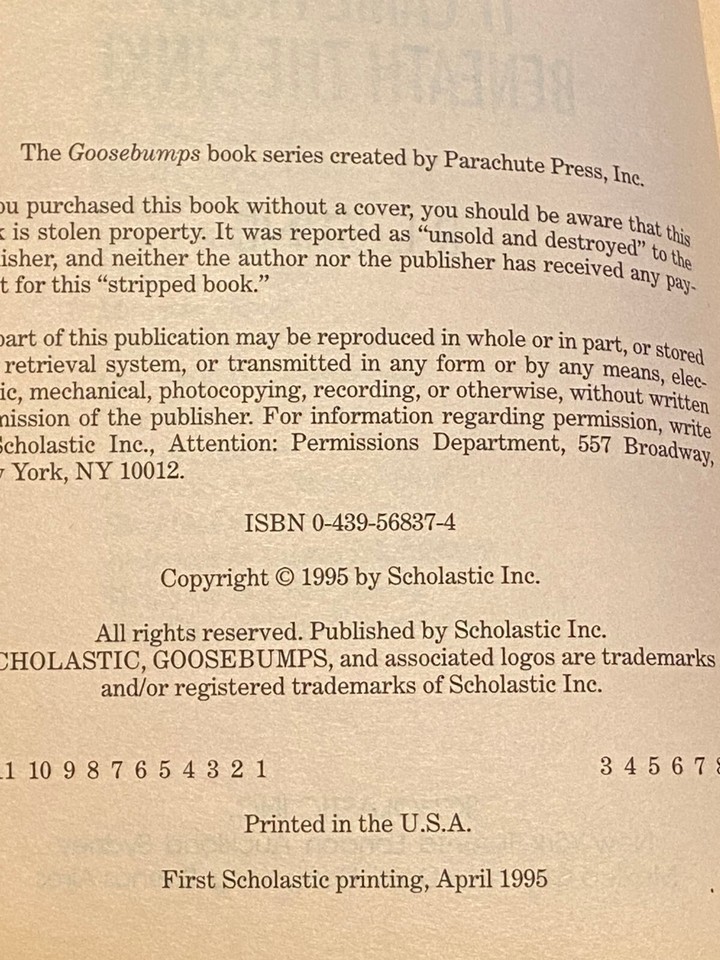 The Goosebumps book series created by Parachute Press, Inc.
ou purchased this book without a cover, you should be aware that this
k is stolen property. It was reported as “unsold and destroyed” to the
isher, and neither the author nor the publisher has received any pay-
t for this “stripped book.”
part of this publication may be reproduced in whole or in part, or stored
retrieval system, or transmitted in any form or by any means, elec-
ic, mechanical, photocopying, recording, or otherwise, without written
mission of the publisher. For information regarding permission, write
Scholastic Inc., Attention: Permissions Department, 557 Broadway,
York, NY 10012.
ISBN 0-439-56837-4
Copyright © 1995 by Scholastic Inc.
All rights reserved. Published by Scholastic Inc.
CHOLASTIC, GOOSEBUMPS, and associated logos are trademarks
and/or registered trademarks of Scholastic Inc.
11 10 9 8 7 6 5 4 3 2 1 3 4 5 6 7 8
Printed in the U.S.A.
First Scholastic printing, April 1995